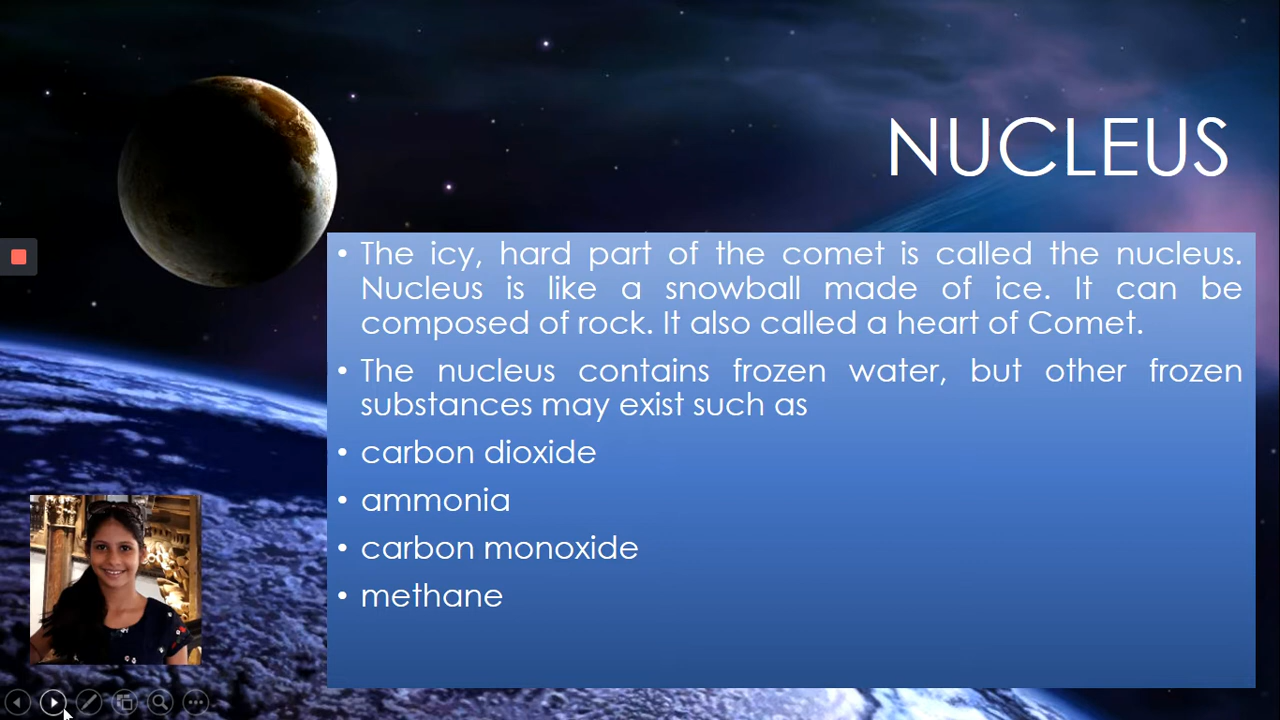 NUCLEUS
• The icy, hard part of the comet is called the nucleus.
Nucleus is like a snowball made of ice. It can be
composed of rock. It also called a heart of Comet.
• The nucleus contains frozen water, but other frozen
substances may exist such as
• carbon dioxide
• ammonia
• carbon monoxide
• methane